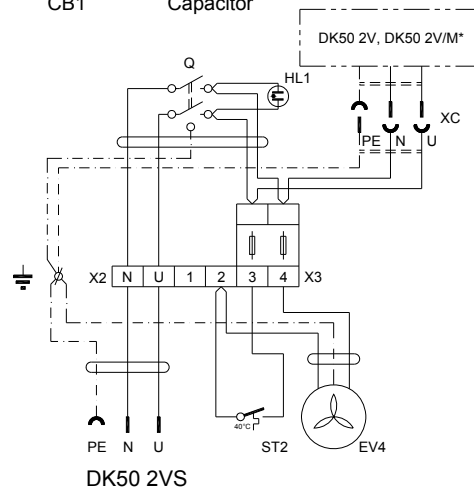 CB1 Capacitor
DK50 2V, DK50 2V/M*
Q
HL1
XC
PE N U
X2 N U 1 2 3 4 X3
40°C
ST2
EV4
PE N U
DK50 2VS